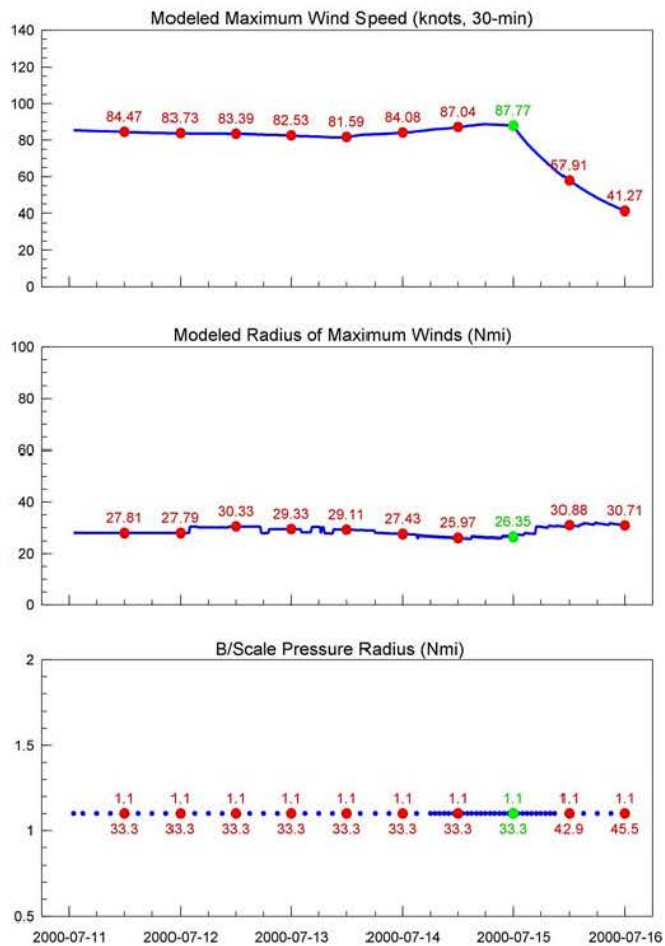 Modeled Maximum Wind Speed (knots, 30-min)
140
120
100
80
60
40
20
0
84.47 83.73 83.39 82.53 81.59 84.08 87.04 87.77 57.91 41.27
Modeled Radius of Maximum Winds (Nmi)
100
80
60
40
20
0
27.81 27.79 30.33 29.33 29.11 27.43 25.97 26.35 30.88 30.71
B/Scale Pressure Radius (Nmi)
2
1.5
1
0.5
1.1 1.1 1.1 1.1 1.1 1.1 1.1 1.1 1.1 1.1
33.3 33.3 33.3 33.3 33.3 33.3 33.3 33.3 42.9 45.5
2000-07-11 2000-07-12 2000-07-13 2000-07-14 2000-07-15 2000-07-16